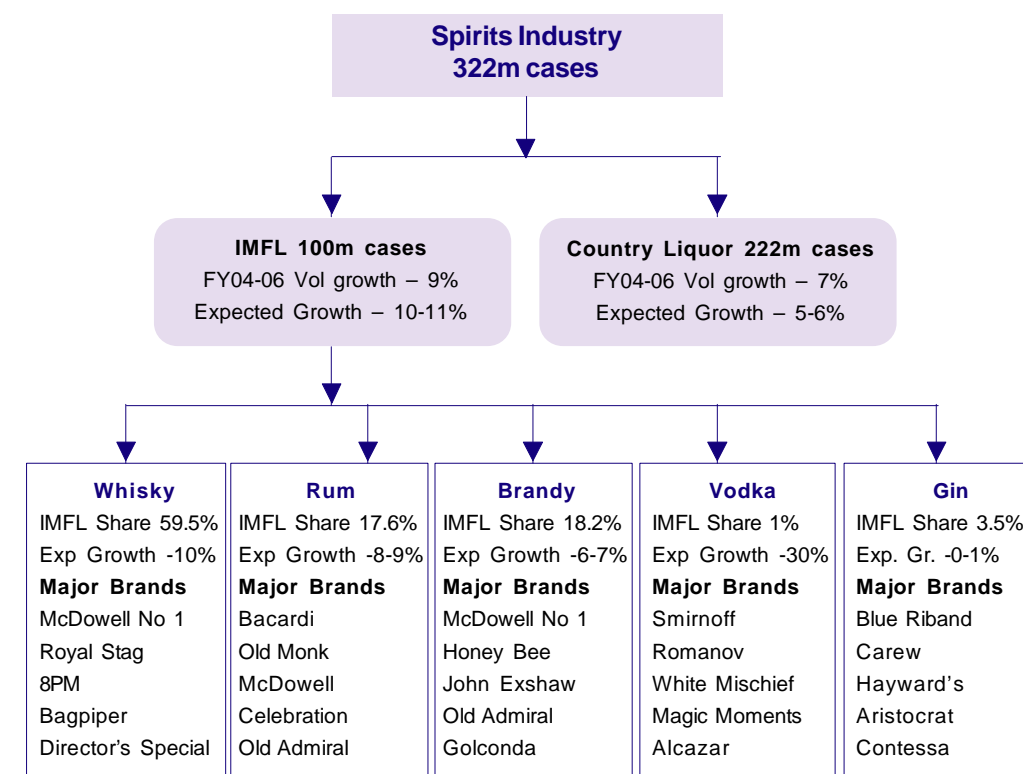 Spirits Industry
322m cases
IMFL 100m cases
FY04-06 Vol growth – 9%
Expected Growth – 10-11%
Country Liquor 222m cases
FY04-06 Vol growth – 7%
Expected Growth – 5-6%
Whisky
IMFL Share 59.5%
Exp Growth -10%
Major Brands
McDowell No 1
Royal Stag
8PM
Bagpiper
Director's Special
Rum
IMFL Share 17.6%
Exp Growth -8-9%
Major Brands
Bacardi
Old Monk
McDowell
Celebration
Old Admiral
Brandy
IMFL Share 18.2%
Exp Growth -6-7%
Major Brands
McDowell No 1
Honey Bee
John Exshaw
Old Admiral
Golconda
Vodka
IMFL Share 1%
Exp Growth -30%
Major Brands
Smirnoff
Romanov
White Mischief
Magic Moments
Alcazar
Gin
IMFL Share 3.5%
Exp. Gr. -0-1%
Major Brands
Blue Riband
Carew
Hayward's
Aristocrat
Contessa